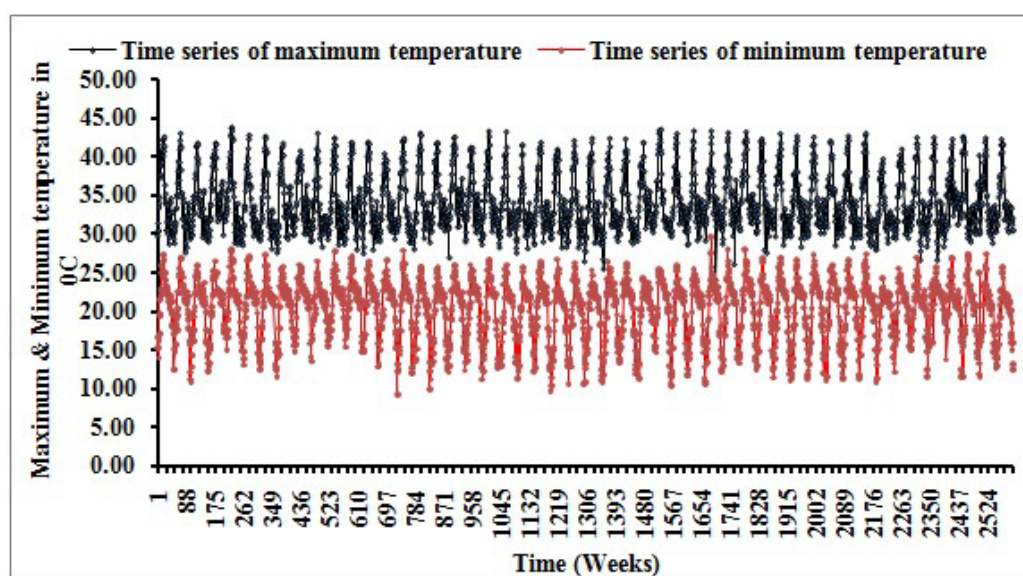 Time series of maximum temperature Time series of minimum temperature
Maximum & Minimum temperature in
0C
50.00
45.00
40.00
35.00
30.00
25.00
20.00
15.00
10.00
5.00
0.00
1 88 175 262 349 436 523 610 697 784 871 958 1045 1132 1219 1306 1393 1480 1567 1654 1741 1828 1915 2002 2089 2176 2263 2350 2437 2524
Time (Weeks)